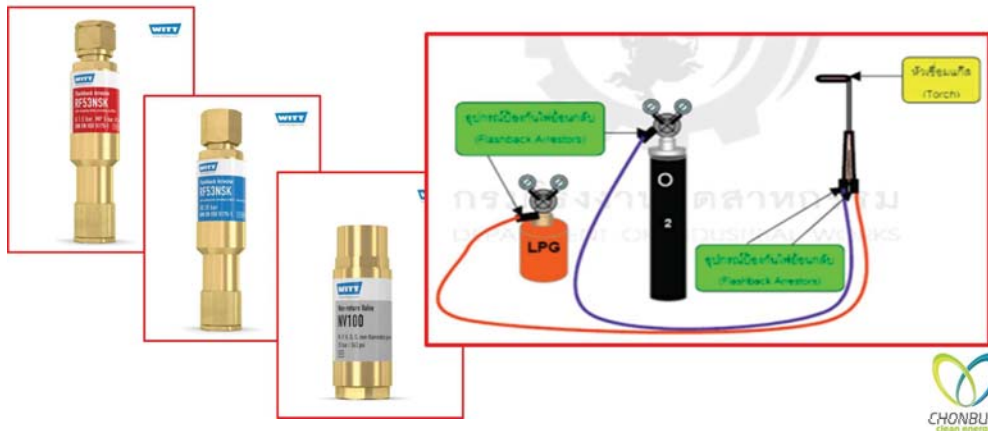 WITT
WITT
Flashback Arrestor
RF53NSK
WITT
WITT
Flashback Arrestor
RF53NSK
WITT
Non-return Valve
NV100
อุปกรณ์ป้องกันไฟย้อนกลับ
(Flashback Arrestors)
หัวเชื่อมแก๊ส
(Torch)
O
2
LPG
กรมโรงงานอุตสาหกรรม
DEPARTMENT OF INDUSTRIAL WORKS
อุปกรณ์ป้องกันไฟย้อนกลับ
(Flashback Arrestors)
clean energy